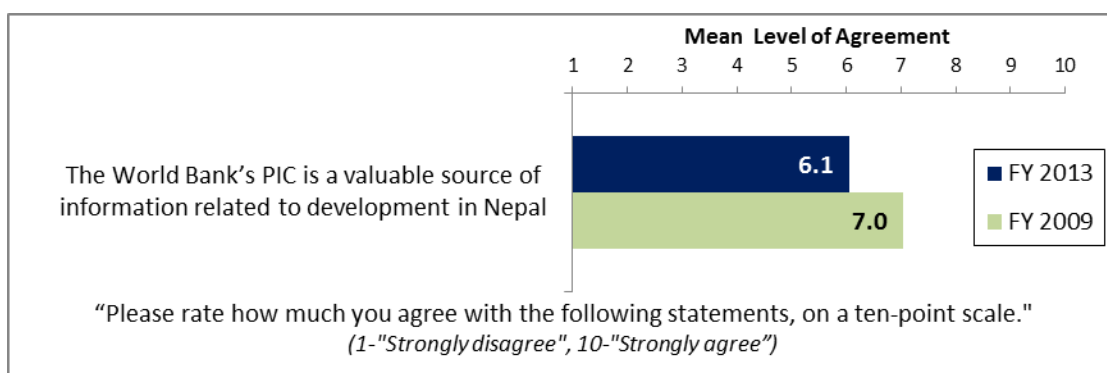 Mean Level of Agreement
1 2 3 4 5 6 7 8 9 10
The World Bank’s PIC is a valuable source of
information related to development in Nepal
6.1
7.0
FY 2013
FY 2009
“Please rate how much you agree with the following statements, on a ten-point scale."
(1-"Strongly disagree", 10-"Strongly agree”)